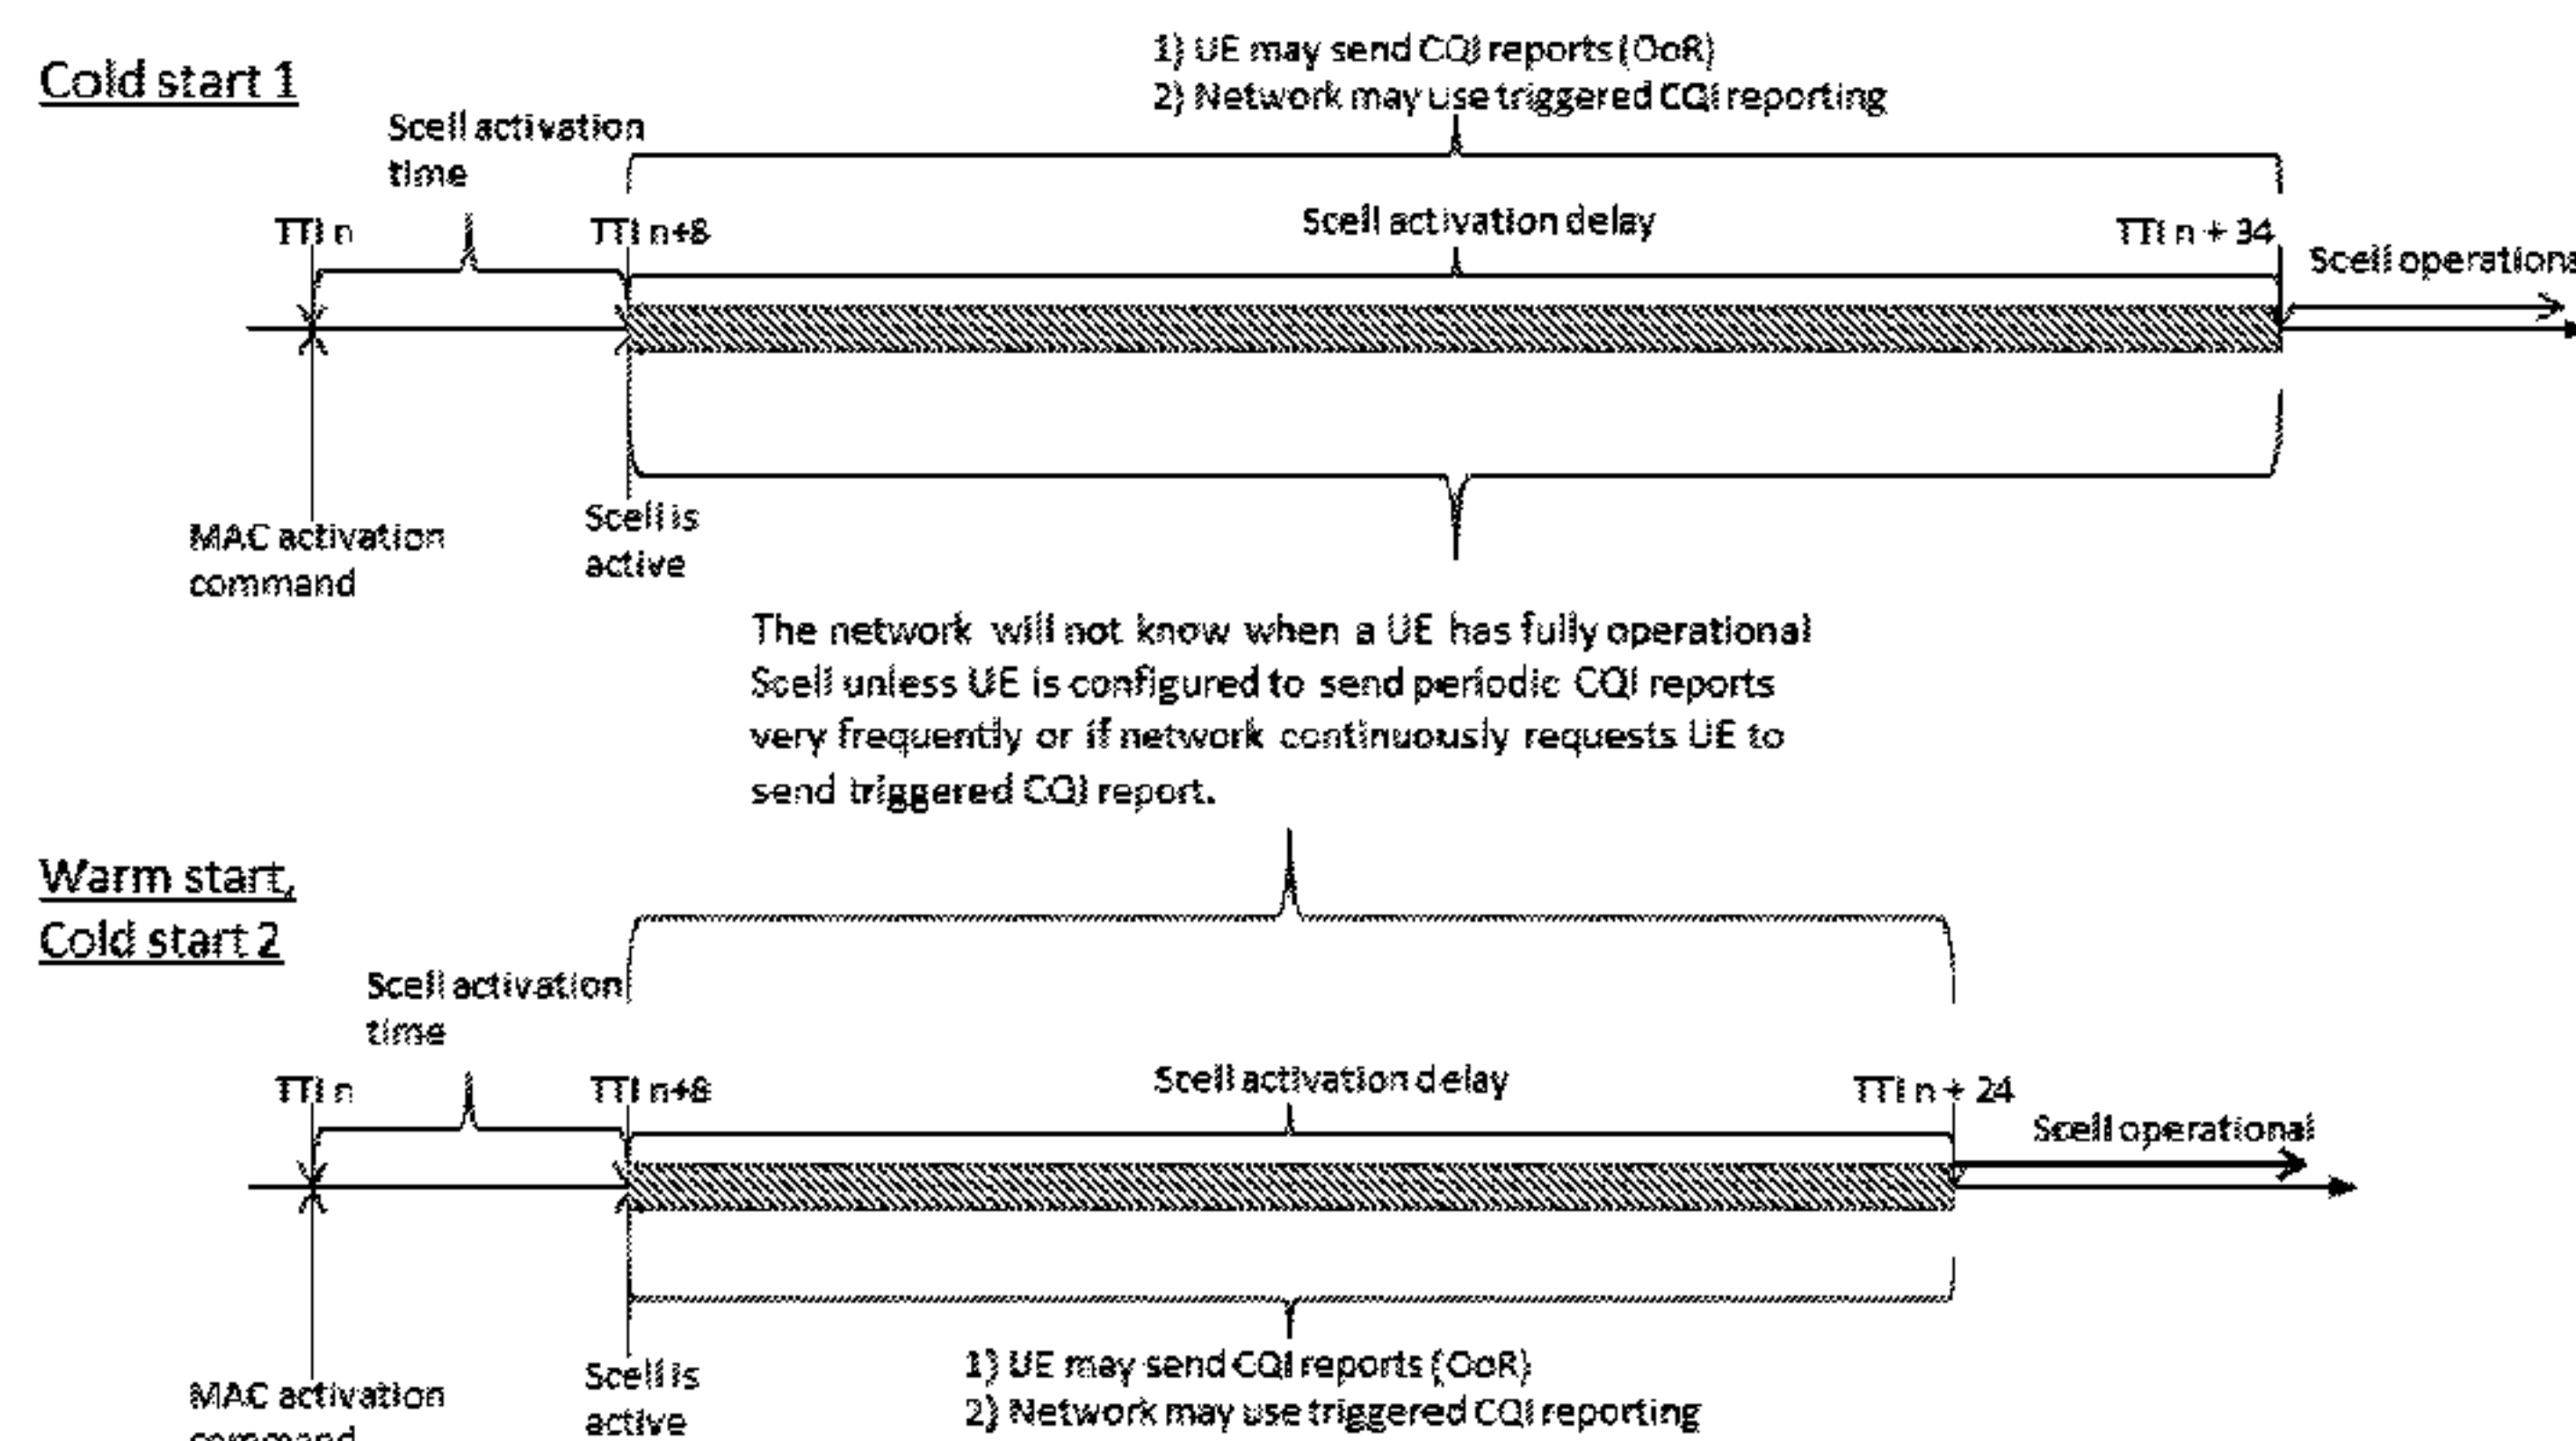 Cold start 1
1) UE may send CQI reports (OoR)
2) Network may use triggered CQI reporting
Scell activation
time
TTI n
TTI n+8
Scell activation delay
TTI n + 34
Scell operationa
MAC activation
command
Scell is
active
The network will not know when a UE has fully operational
Scell unless UE is configured to send periodic CQI reports
very frequently or if network continuously requests UE to
send triggered CQI report.
Warm start,
Cold start 2
Scell activation
time
TTI n
TTI n+8
Scell activation delay
TTI n + 24
Scell operational
MAC activation
command
Scell is
active
1) UE may send CQI reports (OoR)
2) Network may use triggered CQI reporting